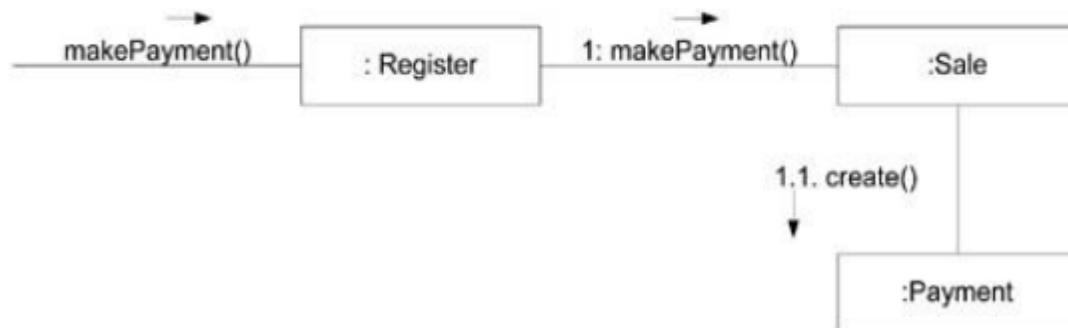 makePayment()
: Register
1: makePayment()
:Sale
1.1. create()
:Payment